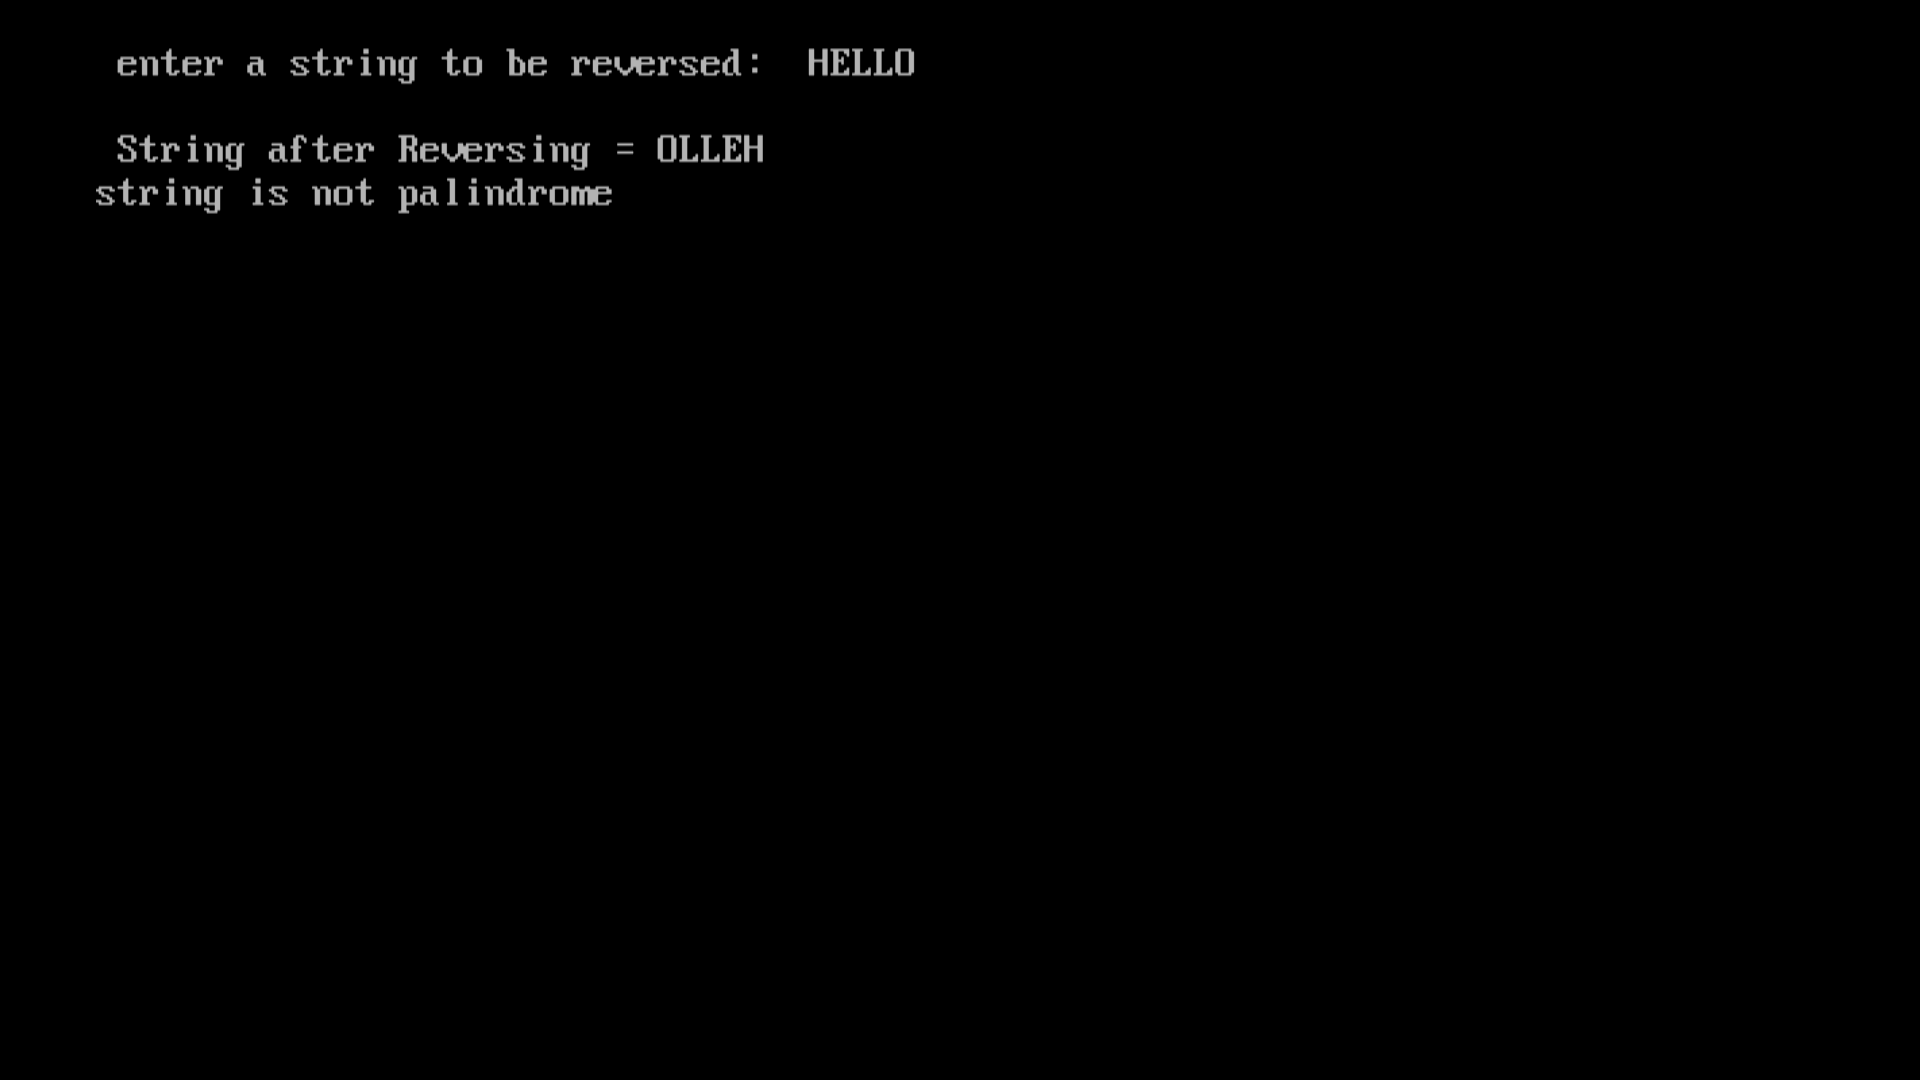 enter a string to be reversed: HELLO
String after Reversing = OLLEH
string is not palindrome